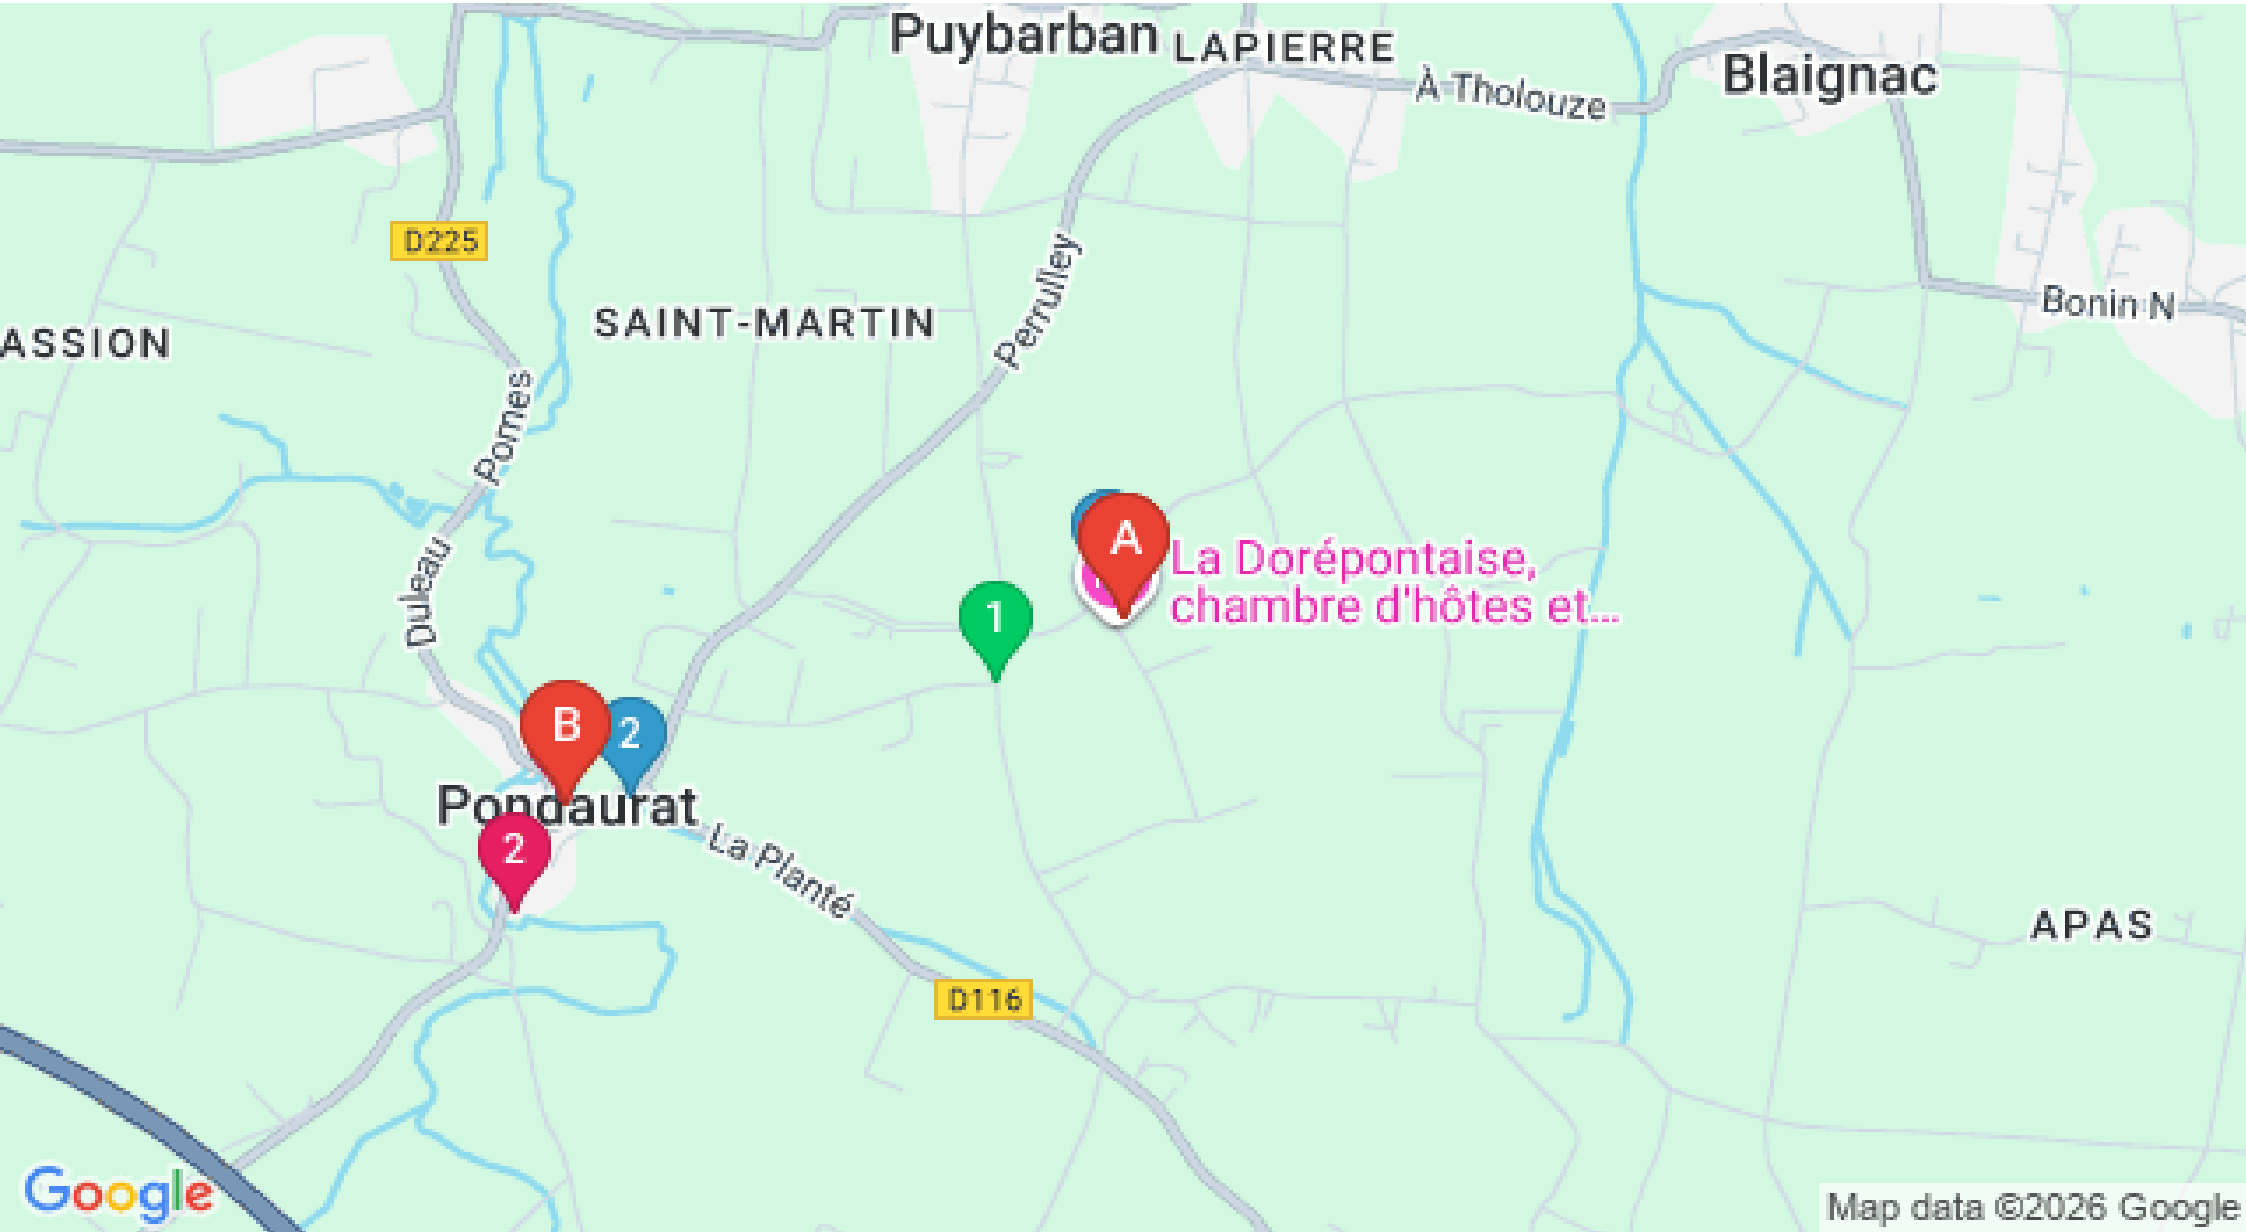 Puybarban
LAPIERRE
À Tholouze
Blaignac
D225
Perrulley
Bonin N
SAINT-MARTIN
ASSION
Pomes
A
La Dorépontaise,
chambre d'hôtes et...
Duleau
1
B
2
Pondaurat
2
La Planté
APAS
D116
Google
Map data ©2026 Google